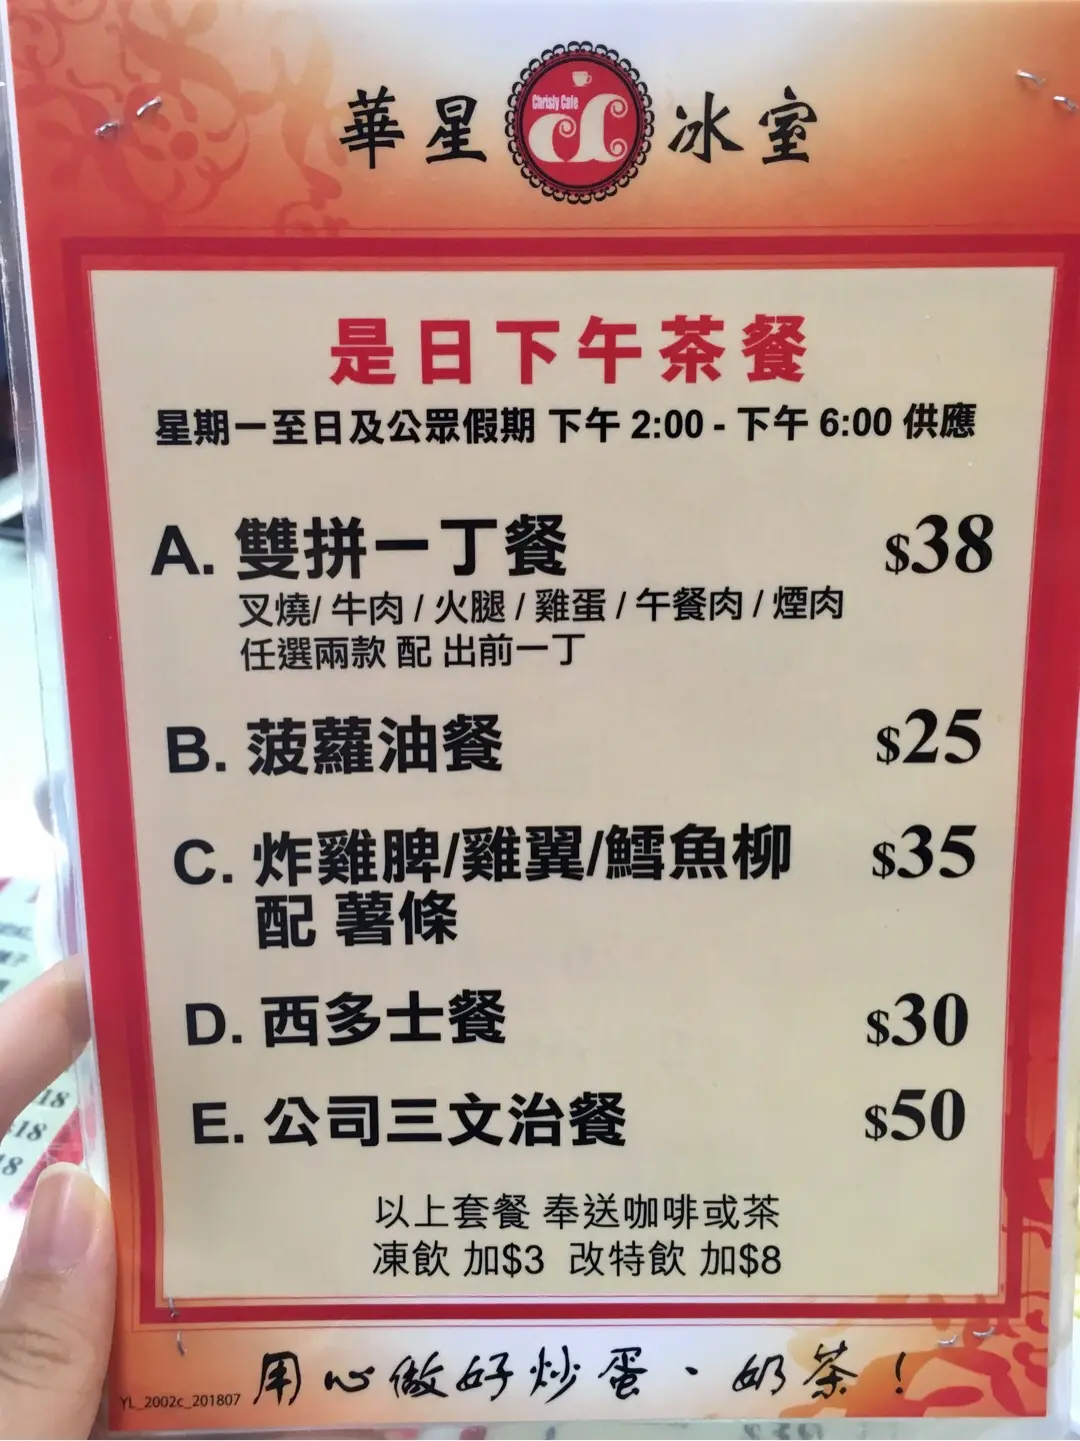 華星 冰室
Chrisly Cafe
是日下午茶餐
星期一至日及公眾假期 下午 2:00 - 下午 6:00 供應
A. 雙拼一丁餐 $38
叉燒/ 牛肉 / 火腿 / 雞蛋 / 午餐肉 / 煙肉
任選兩款 配 出前一丁
B. 菠蘿油餐 $25
C. 炸雞脾/雞翼/鱈魚柳 $35
配 薯條
D. 西多士餐 $30
E. 公司三文治餐 $50
以上套餐 奉送咖啡或茶
凍飲 加$3 改特飲 加$8
用心做好炒蛋、奶茶！
YL_2002c_201807